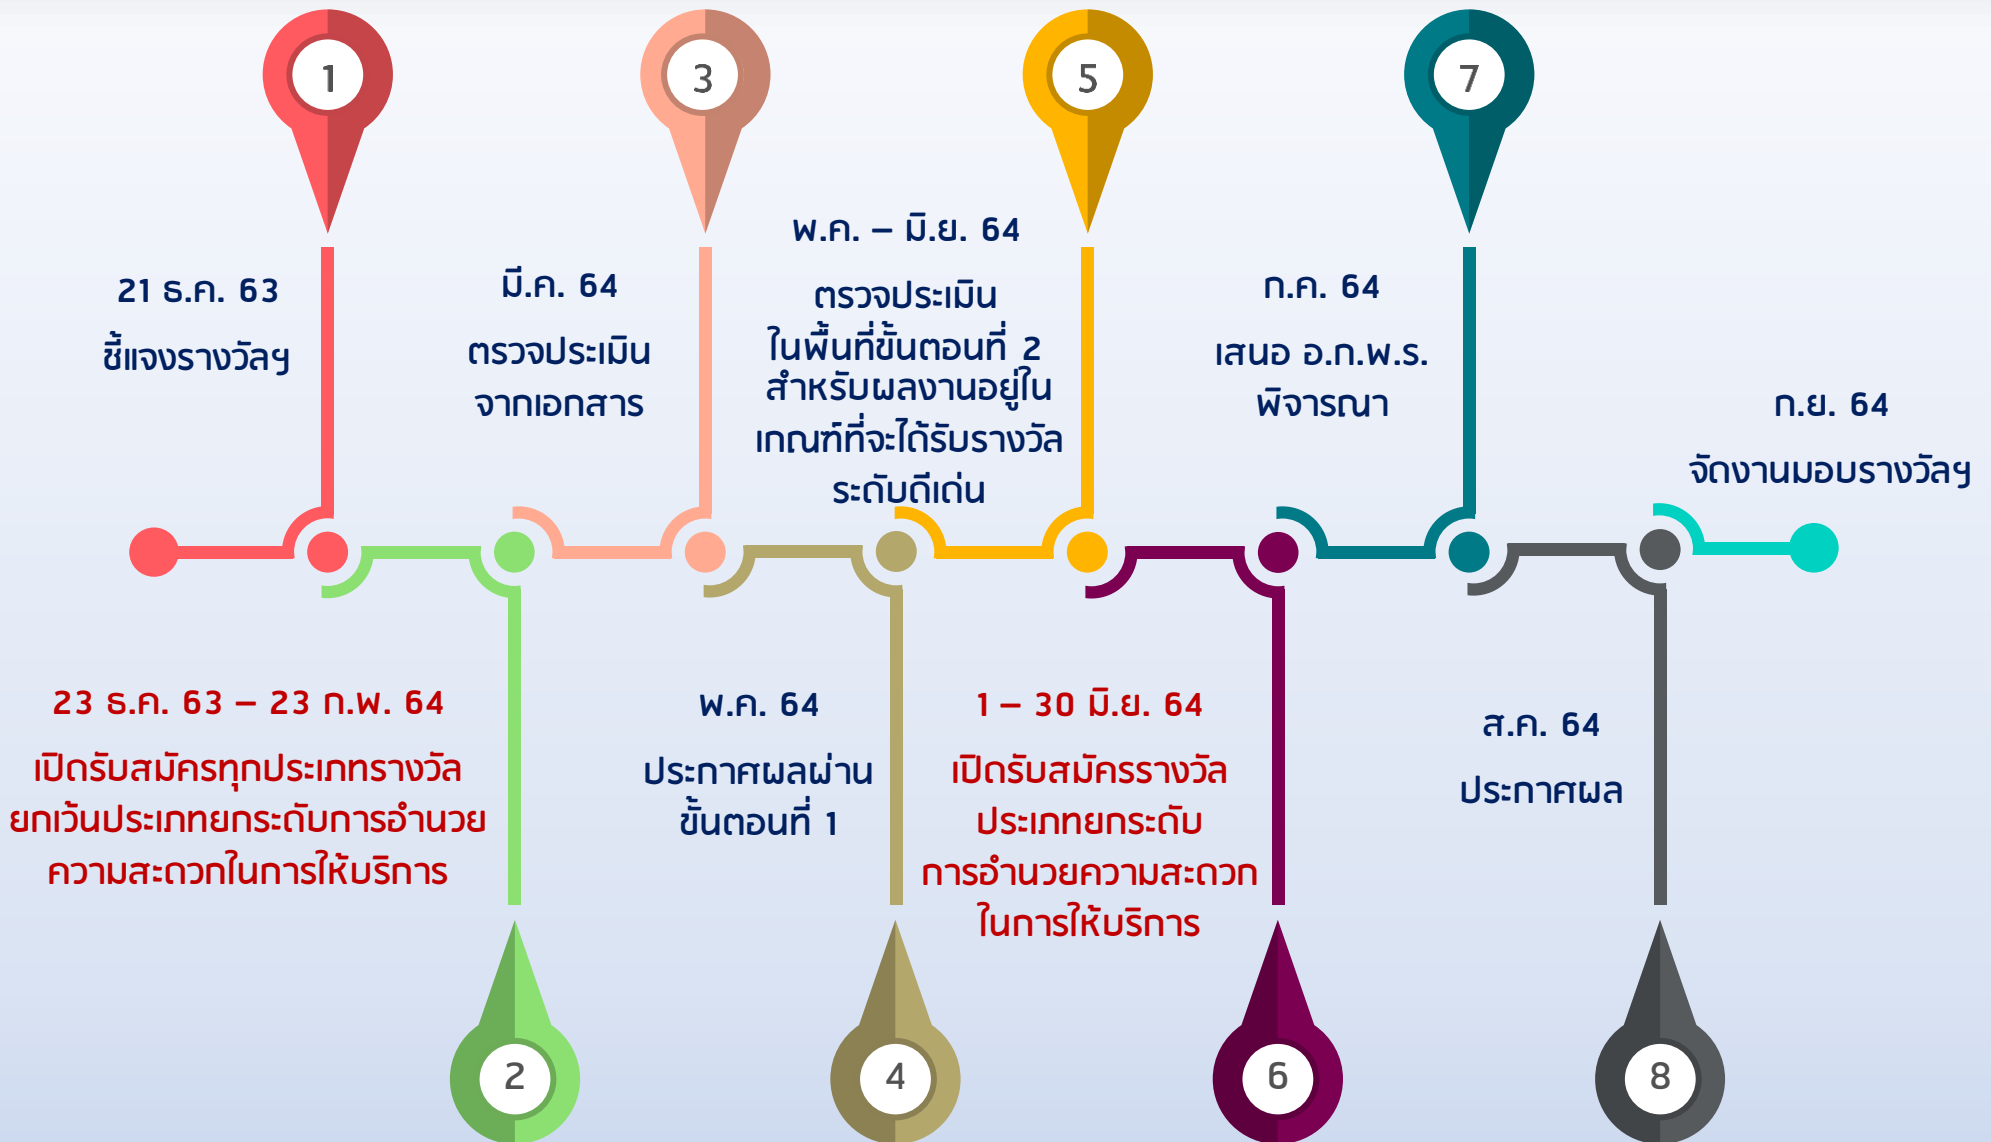 1
21 ธ.ค. 63
ชี้แจงรางวัลฯ
2
23 ธ.ค. 63 – 23 ก.พ. 64
เปิดรับสมัครทุกประเภทรางวัล
ยกเว้นประเภทยกระดับการอำนวย
ความสะดวกในการให้บริการ
3
มี.ค. 64
ตรวจประเมิน
จากเอกสาร
4
พ.ค. 64
ประกาศผลผ่าน
ขั้นตอนที่ 1
5
พ.ค. – มิ.ย. 64
ตรวจประเมิน
ในพื้นที่ขั้นตอนที่ 2
สำหรับผลงานอยู่ใน
เกณฑ์ที่จะได้รับรางวัล
ระดับดีเด่น
6
1 – 30 มิ.ย. 64
เปิดรับสมัครรางวัล
ประเภทยกระดับ
การอำนวยความสะดวก
ในการให้บริการ
7
ก.ค. 64
เสนอ อ.ก.พ.ร.
พิจารณา
8
ส.ค. 64
ประกาศผล
ก.ย. 64
จัดงานมอบรางวัลฯ